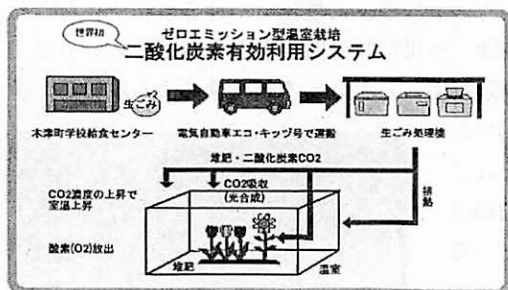 世界初
ゼロエミッション型温室栽培
二酸化炭素有効利用システム
生ごみ
木津町学校給食センター
電気自動車エコ・キッヅ号で運搬
生ごみ処理機
堆肥・二酸化炭素CO2
CO2濃度の上昇で
室温上昇
CO2吸収
(光合成)
排熱
酸素(O2)放出
堆肥
温室